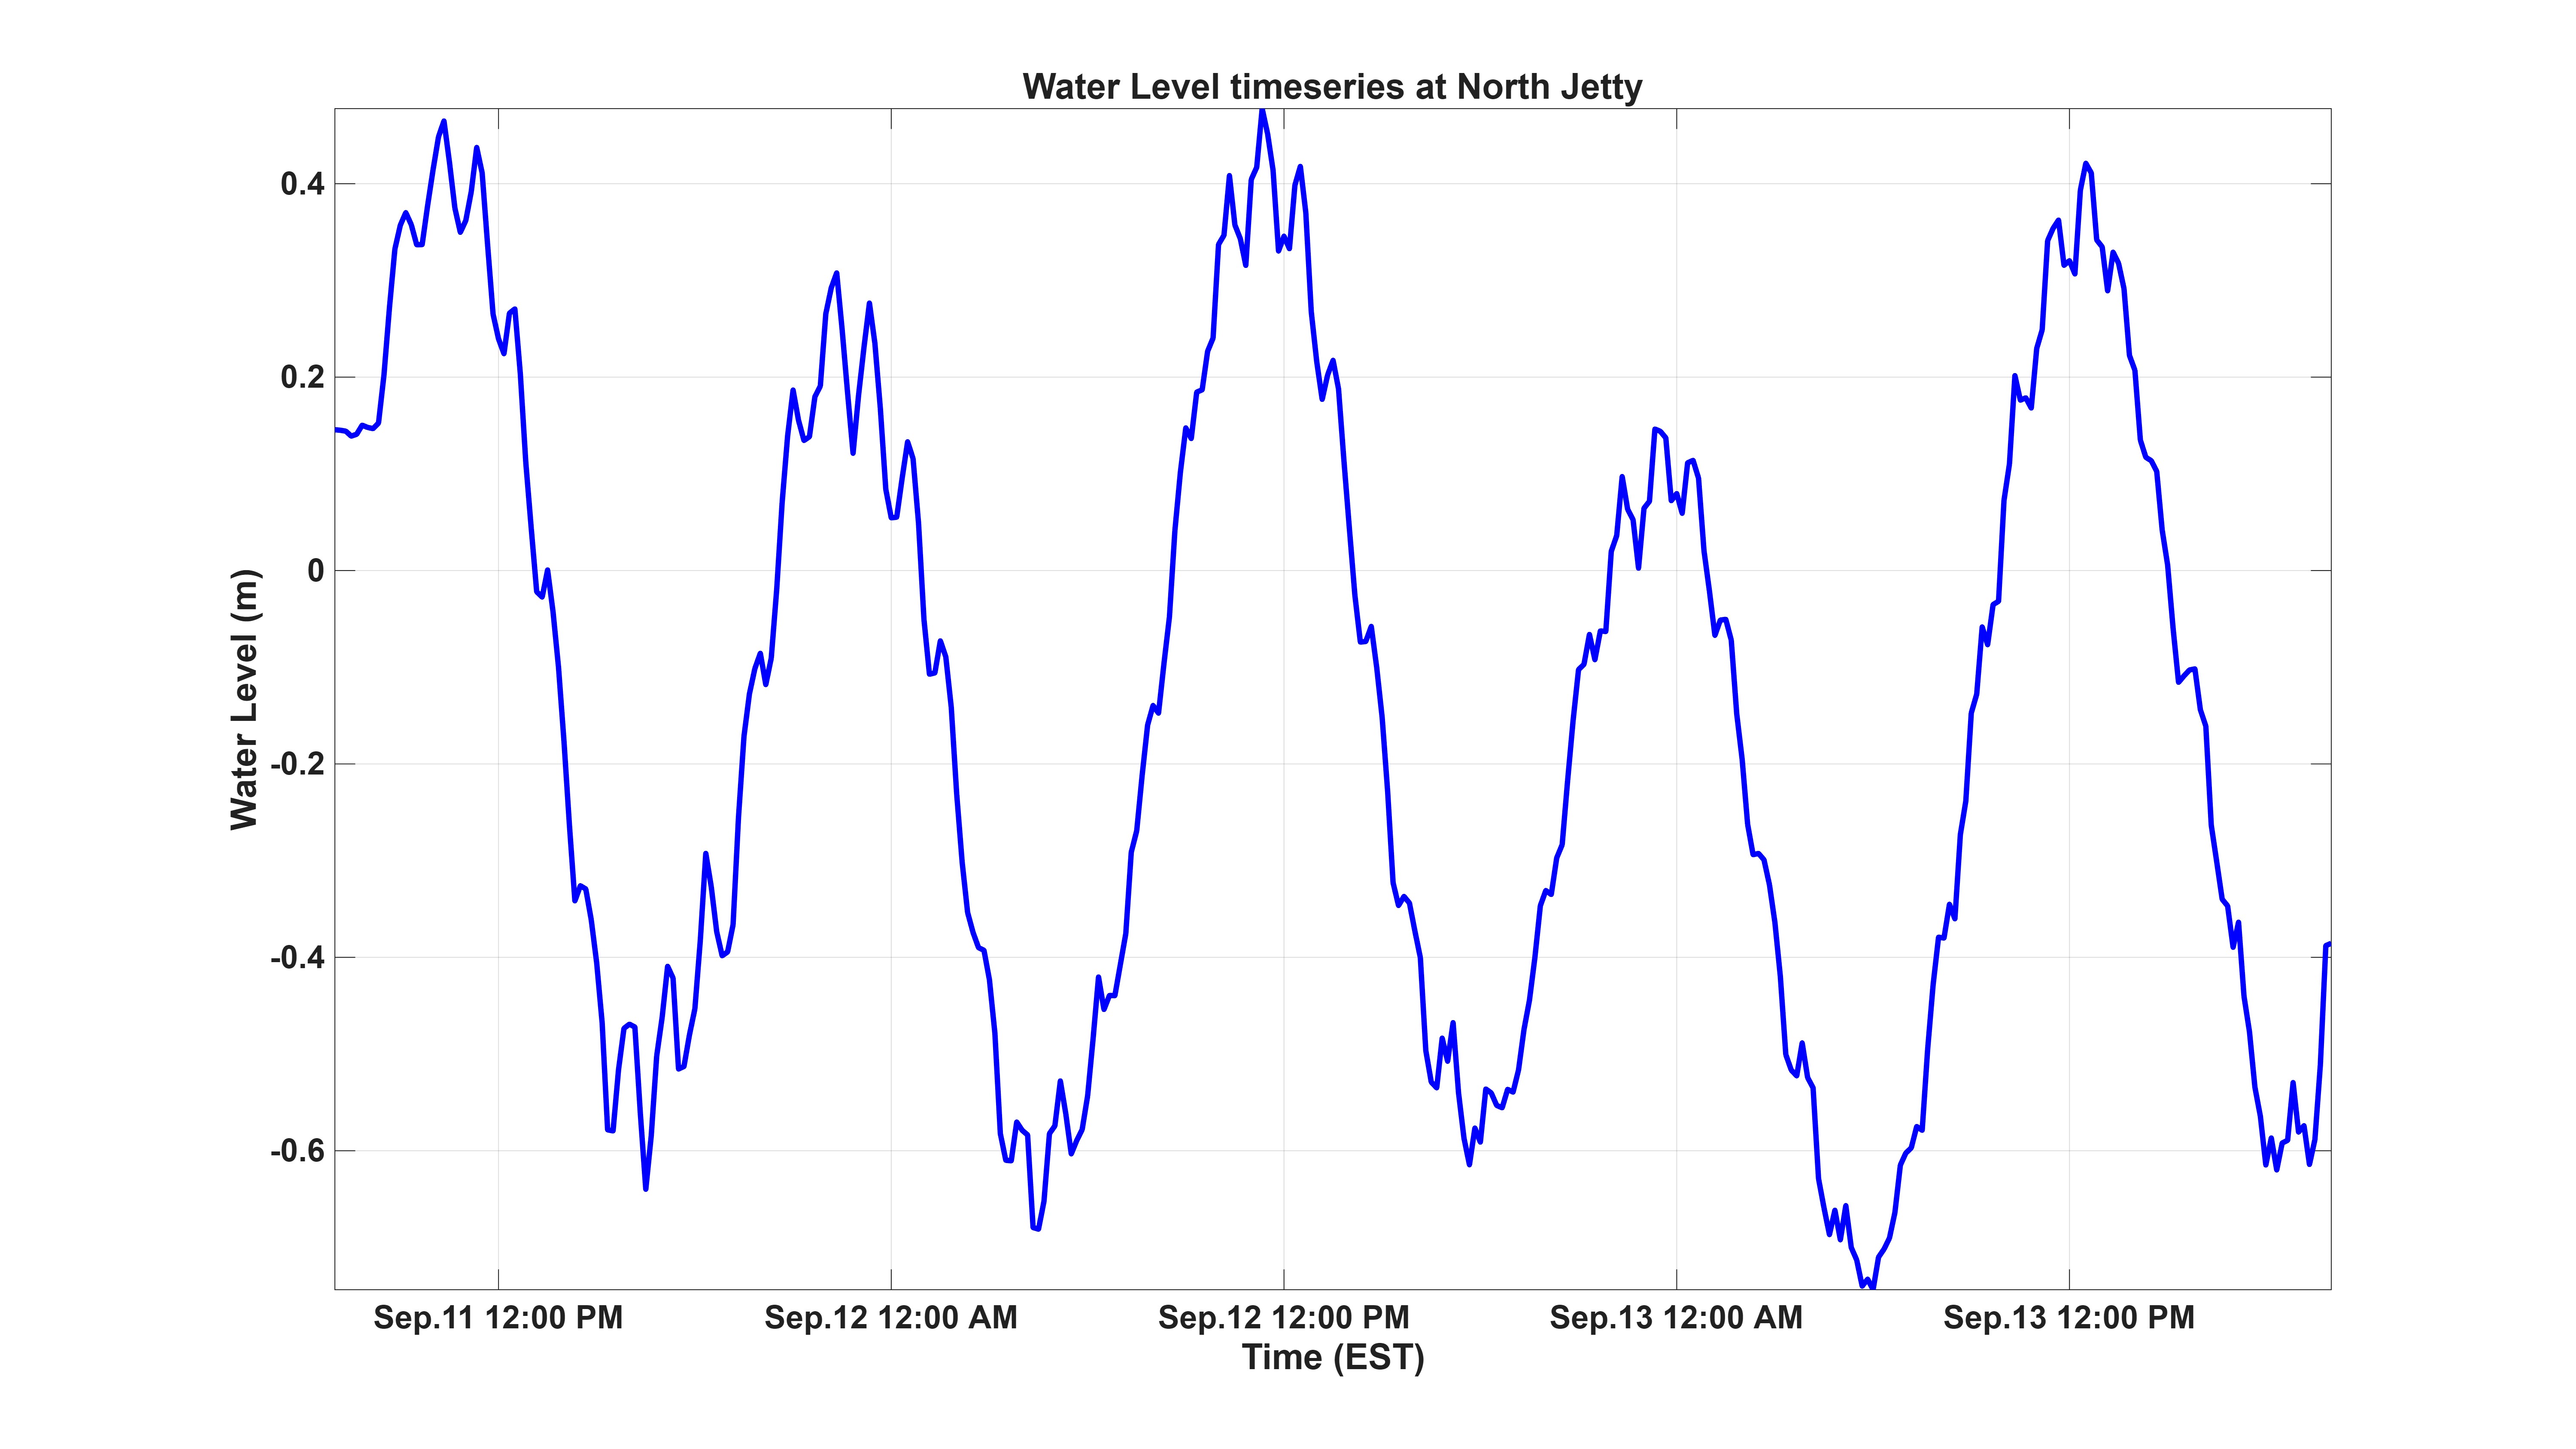 Water Level timeseries at North Jetty
0.4
0.2
0
-0.2
-0.4
-0.6
Water Level (m)
Sep.11 12:00 PM
Sep.12 12:00 AM
Sep.12 12:00 PM
Sep.13 12:00 AM
Sep.13 12:00 PM
Time (EST)